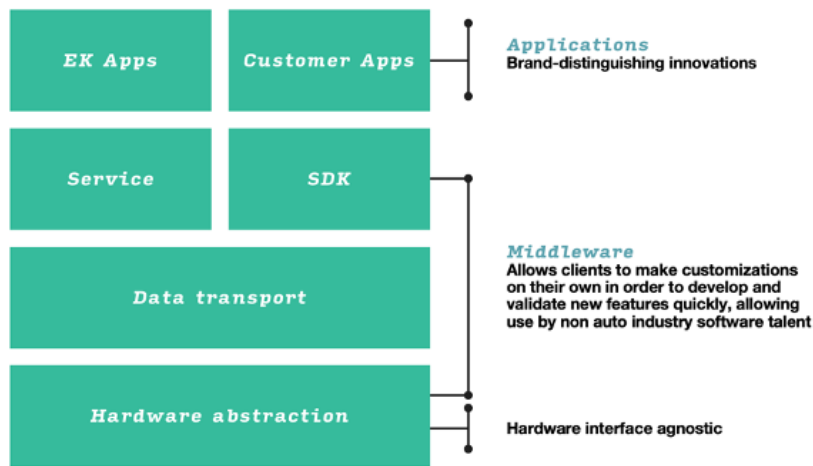 EK Apps
Customer Apps
Applications
Brand-distinguishing innovations
Service
SDK
Middleware
Allows clients to make customizations
on their own in order to develop and
validate new features quickly, allowing
use by non auto industry software talent
Data transport
Hardware abstraction
Hardware interface agnostic